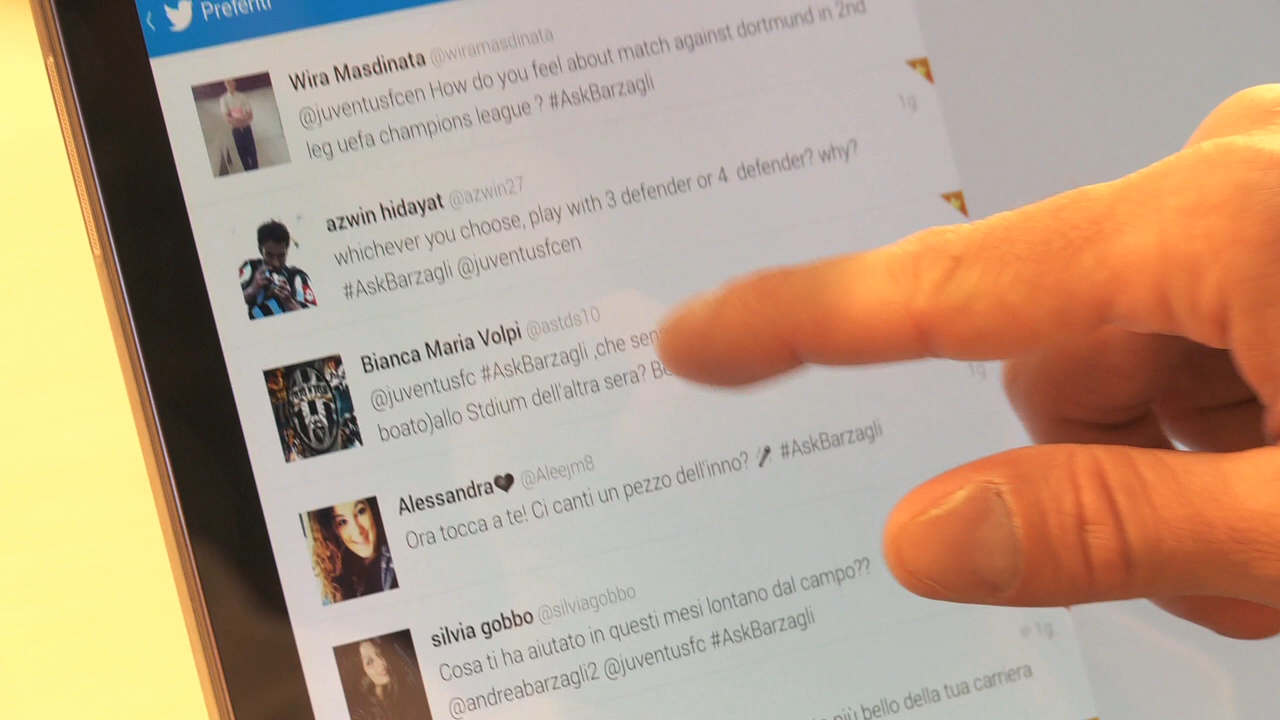 Preferiti
Wira Masdinata @wiramasdinata
@juventusfcen How do you feel about match against dortmund in 2nd
leg uefa champions league ? #AskBarzagli
1g
azwin hidayat @azwin27
whichever you choose, play with 3 defender or 4 defender? why?
#AskBarzagli @juventusfcen
Bianca Maria Volpi @astds10
@juventusfc #AskBarzagli ,che sen
boato)allo Stdium dell'altra sera?
1g
Alessandra🖤 @Aleejm8
Ora tocca a te! Ci canti un pezzo dell'inno? 🎤 #AskBarzagli
silvia gobbo @silviagobbo
Cosa ti ha aiutato in questi mesi lontano dal campo??
@andreabarzagli2 @juventusfc #AskBarzagli
1g
più bello della tua carriera